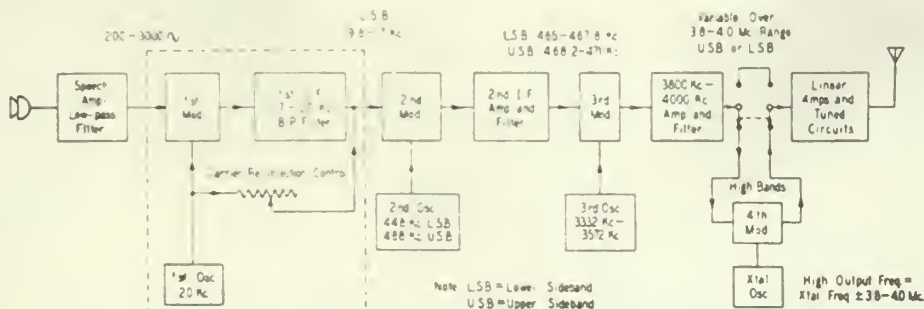 200-3000 ∿
LSB
LSB 465-467.8 Kc
USB 468.2-471 Kc
Variable Over
3.8-4.0 Mc Range
USB or LSB
Speech
Amp.
Low-pass
Filter
1st
Mod
1st I.F.
B.P. Filter
2nd
Mod
2nd I.F.
Amp and
Filter
3rd
Mod
3800 Kc-
4000 Kc
Amp and
Filter
Linear
Amps and
Tuned
Circuits
Carrier Re-injection Control
High Bands
2nd Osc
448 Kc LSB
488 Kc USB
3rd Osc
3332 Kc-
3532 Kc
4th
Mod
1st Osc
20 Kc
Note LSB = Lower Sideband
USB = Upper Sideband
Xtal
Osc
High Output Freq =
Xtal Freq ± 3.8-4.0 Mc.